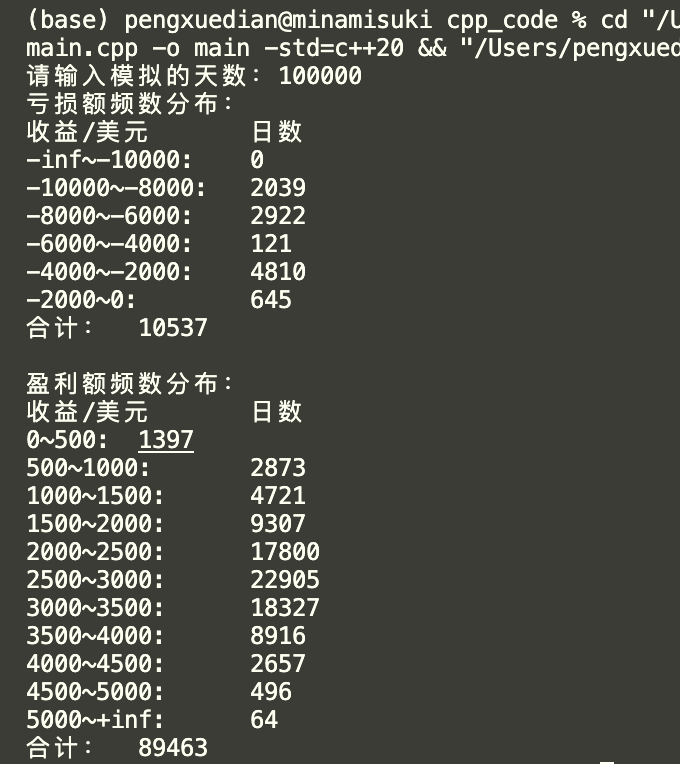 (base) pengxuedian@minamisuki cpp_code % cd "/U
main.cpp -o main -std=c++20 && "/Users/pengxued
请输入模拟的天数：100000
亏损额频数分布：
收益/美元 日数
-inf~-10000: 0
-10000~-8000: 2039
-8000~-6000: 2922
-6000~-4000: 121
-4000~-2000: 4810
-2000~0: 645
合计： 10537
盈利额频数分布：
收益/美元 日数
0~500: 1397
500~1000: 2873
1000~1500: 4721
1500~2000: 9307
2000~2500: 17800
2500~3000: 22905
3000~3500: 18327
3500~4000: 8916
4000~4500: 2657
4500~5000: 496
5000~+inf: 64
合计： 89463